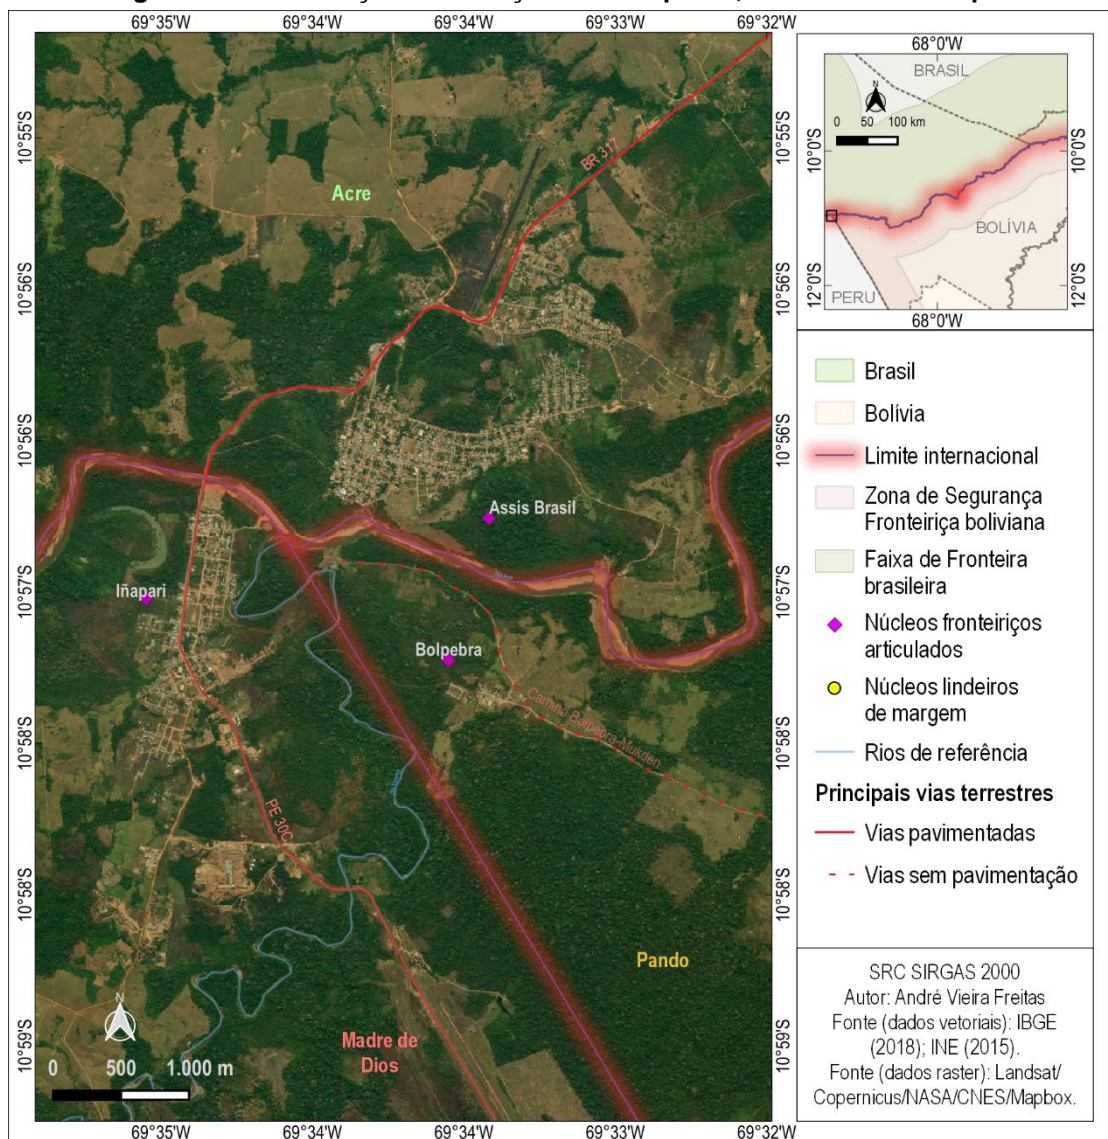 69°35'W 69°34'W 69°34'W 69°33'W 69°32'W
10°55'S
10°56'S
10°56'S
10°57'S
10°58'S
10°58'S
10°59'S
10°55'S
10°56'S
10°56'S
10°57'S
10°58'S
10°58'S
10°59'S
BR 317
Acre
Assis Brasil
Iñapari
Bolpebra
Camino Bolpebra-Mukden
PE 30C
Pando
Madre de
Dios
N
0 500 1.000 m
69°35'W 69°34'W 69°34'W 69°33'W 69°32'W
68°0'W
BRASIL
N
0 50 100 km
10°0'S
10°0'S
BOLÍVIA
PERU
12°0'S
12°0'S
68°0'W
Brasil
Bolívia
Limite internacional
Zona de Segurança
Fronteiriça boliviana
Faixa de Fronteira
brasileira
Núcleos fronteiriços
articulados
Núcleos lindeiros
de margem
Rios de referência
Principais vias terrestres
Vias pavimentadas
Vias sem pavimentação
SRC SIRGAS 2000
Autor: André Vieira Freitas
Fonte (dados vetoriais): IBGE
(2018); INE (2015).
Fonte (dados raster): Landsat/
Copernicus/NASA/CNES/Mapbox.